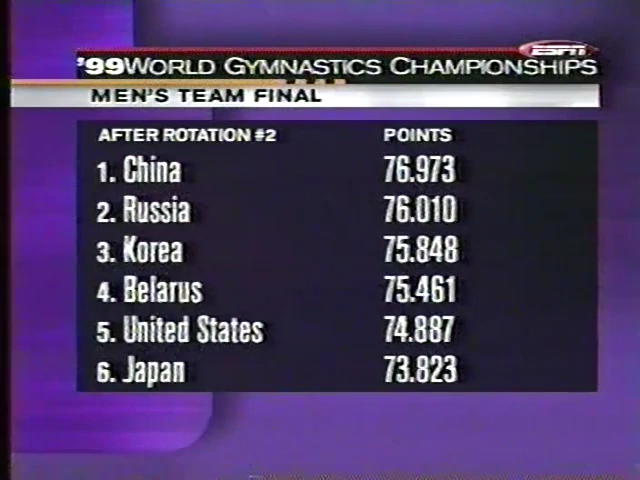 ESPN
'99 WORLD GYMNASTICS CHAMPIONSHIPS
MEN'S TEAM FINAL
AFTER ROTATION #2 POINTS
1. China 76.973
2. Russia 76.010
3. Korea 75.848
4. Belarus 75.461
5. United States 74.887
6. Japan 73.823